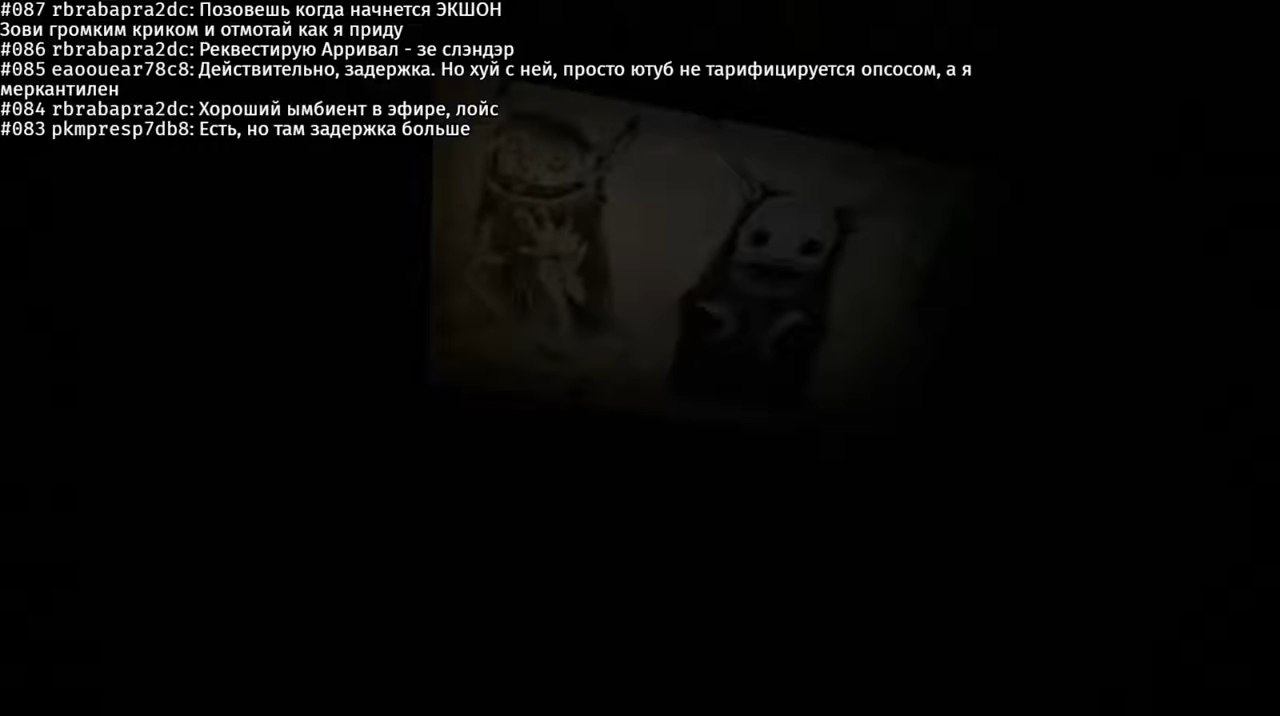 #087 rbrabapra2dc: Позовешь когда начнется ЭКШОН
Зови громким криком и отмотай как я приду
#086 rbrabapra2dc: Реквестирую Арривал - зе слэндэр
#085 eaoouear78c8: Действительно, задержка. Но хуй с ней, просто ютуб не тарифицируется опсосом, а я
меркантилен
#084 rbrabapra2dc: Хороший ымбиент в эфире, лойс
#083 pkmpresp7db8: Есть, но там задержка больше